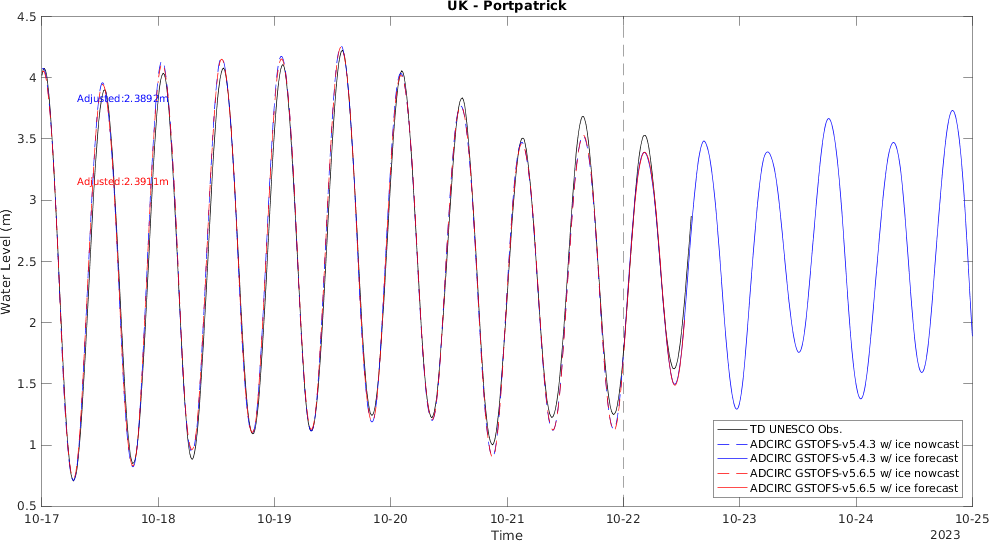 UK - Portpatrick
4.5
4
3.5
3
2.5
2
1.5
1
0.5
Water Level (m)
Adjusted:2.3892m
Adjusted:2.3911m
TD UNESCO Obs.
ADCIRC GSTOFS-v5.4.3 w/ ice nowcast
ADCIRC GSTOFS-v5.4.3 w/ ice forecast
ADCIRC GSTOFS-v5.6.5 w/ ice nowcast
ADCIRC GSTOFS-v5.6.5 w/ ice forecast
10-17 10-18 10-19 10-20 10-21 10-22 10-23 10-24 10-25
Time
2023